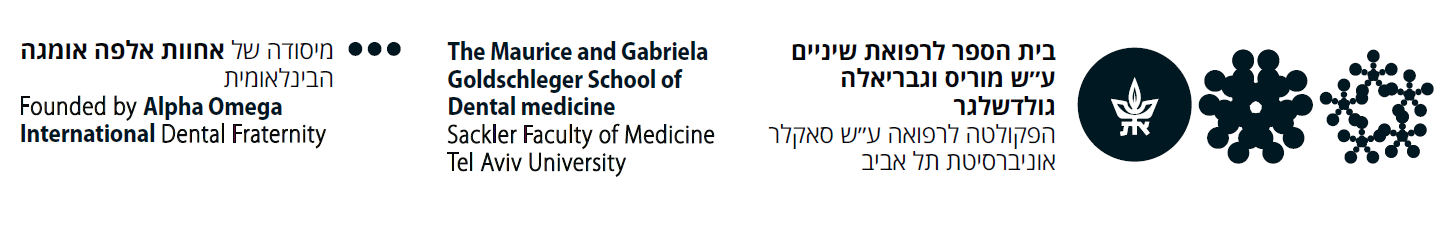 מיסודה של אחוות אלפה אומגה
הבינלאומית
Founded by Alpha Omega
International Dental Fraternity
The Maurice and Gabriela
Goldschleger School of
Dental medicine
Sackler Faculty of Medicine
Tel Aviv University
בית הספר לרפואת שיניים
ע״ש מוריס וגבריאלה
גולדשלגר
הפקולטה לרפואה ע״ש סאקלר
אוניברסיטת תל אביב